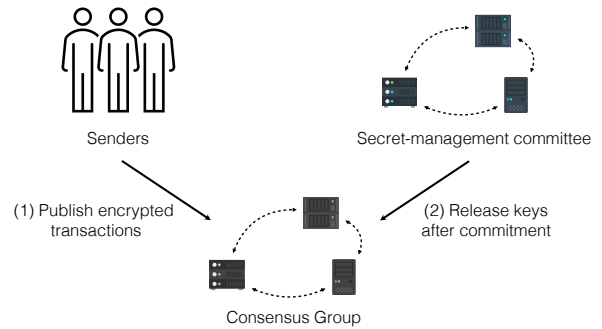 Senders
Secret-management committee
(1) Publish encrypted
transactions
(2) Release keys
after commitment
Consensus Group